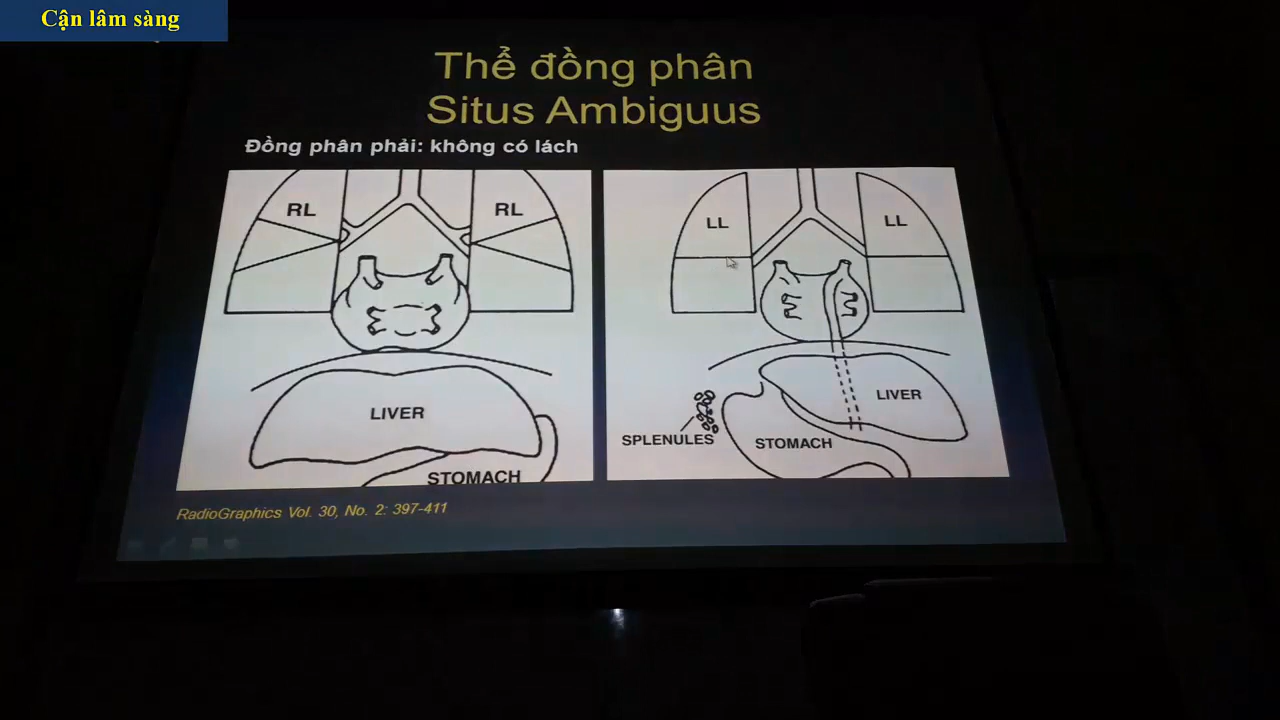 Cận lâm sàng
Thể đồng phân
Situs Ambiguus
Đồng phân phải: không có lách
RL
RL
LIVER
STOMACH
LL
LL
LIVER
SPLENULES
STOMACH
RadioGraphics Vol. 30, No. 2: 397-411